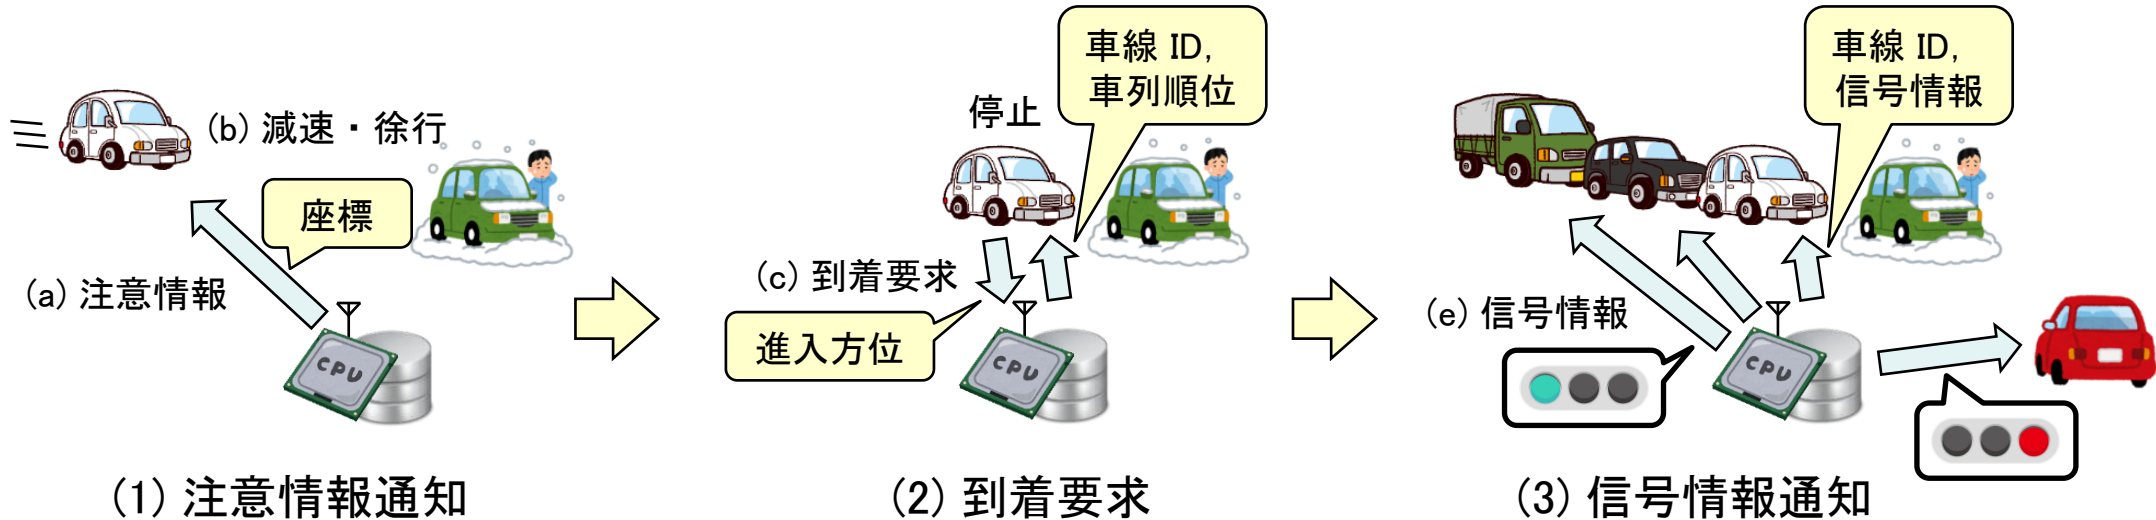 (b) 減速・徐行
座標
(a) 注意情報
CPU
(1) 注意情報通知
車線 ID,
車列順位
停止
(c) 到着要求
進入方位
CPU
(2) 到着要求
車線 ID,
信号情報
(e) 信号情報
CPU
(3) 信号情報通知